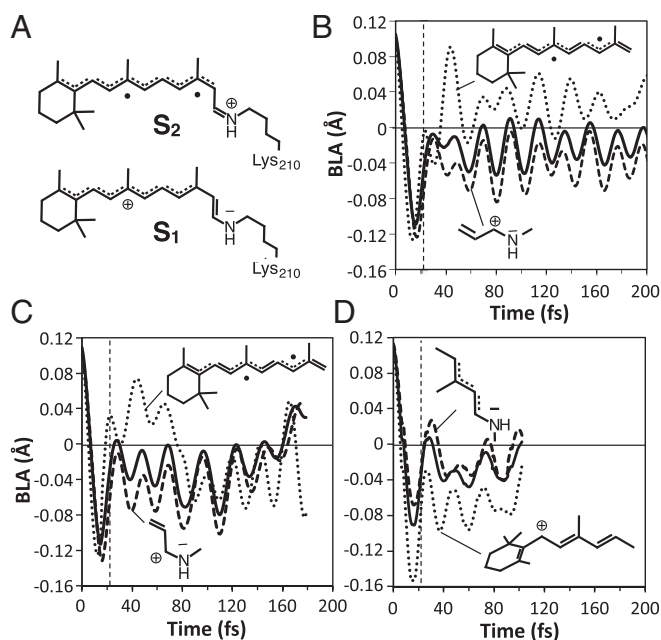 A
S2
⊕
N
H
Lys210
S1
⊕
–
N
H
Lys210
B
BLA (Å)
0.12
0.08
0.04
0
-0.04
-0.08
-0.12
-0.16
⊕
–
N
H
0 40 80 120 160 200
Time (fs)
C
BLA (Å)
0.12
0.08
0.04
0
-0.04
-0.08
-0.12
-0.16
⊕
–
N
H
0 40 80 120 160 200
Time (fs)
D
0.12
0.08
0.04
0
-0.04
-0.08
-0.12
-0.16
–
NH
⊕
0 40 80 120 160 200
Time (fs)